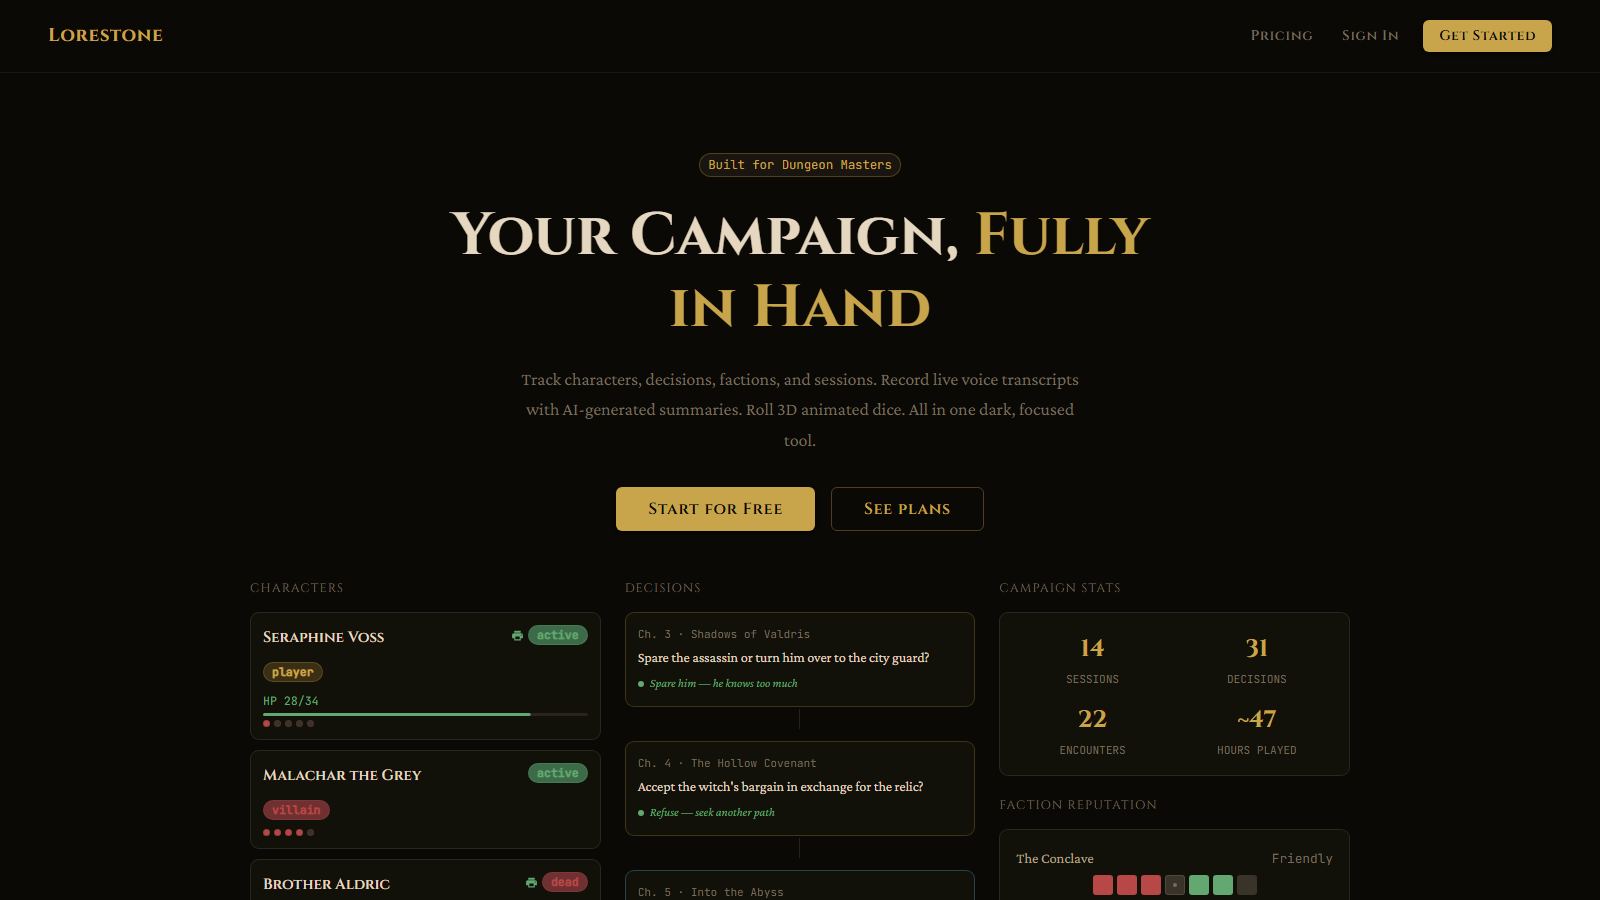 Lorestone
Pricing
Sign In
Get Started
Built for Dungeon Masters
Your Campaign, Fully
in Hand
Track characters, decisions, factions, and sessions. Record live voice transcripts
with AI-generated summaries. Roll 3D animated dice. All in one dark, focused
tool.
Start for Free
See plans
CHARACTERS
Seraphine Voss
active
player
HP 28/34
Malachar the Grey
active
villain
Brother Aldric
dead
DECISIONS
Ch. 3 · Shadows of Valdris
Spare the assassin or turn him over to the city guard?
Spare him — he knows too much
Ch. 4 · The Hollow Covenant
Accept the witch's bargain in exchange for the relic?
Refuse — seek another path
Ch. 5 · Into the Abyss
CAMPAIGN STATS
14
SESSIONS
31
DECISIONS
22
ENCOUNTERS
~47
HOURS PLAYED
FACTION REPUTATION
The Conclave
Friendly